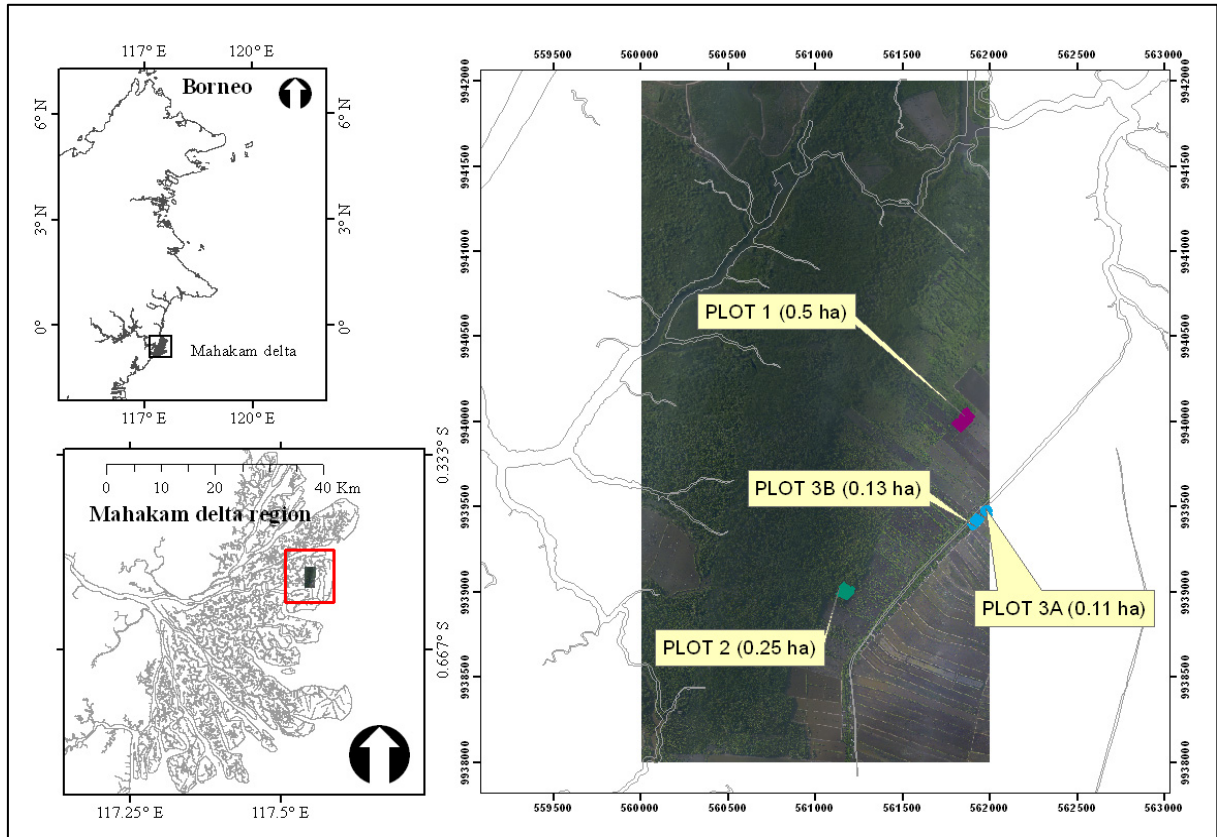 117° E 120° E
Borneo
6° N 6° N
3° N 3° N
0° 0°
Mahakam delta
117° E 120° E
0 20 40 Km
Mahakam delta region
0.333° S
0.667° S
117.25° E 117.5° E
559500 560000 560500 561000 561500 562000 562500 563000
9942000 9942000
9941500 9941500
9941000 9941000
9940500 9940500
9940000 9940000
9939500 9939500
9939000 9939000
9938500 9938500
9938000 9938000
PLOT 1 (0.5 ha)
PLOT 3B (0.13 ha)
PLOT 3A (0.11 ha)
PLOT 2 (0.25 ha)
559500 560000 560500 561000 561500 562000 562500 563000